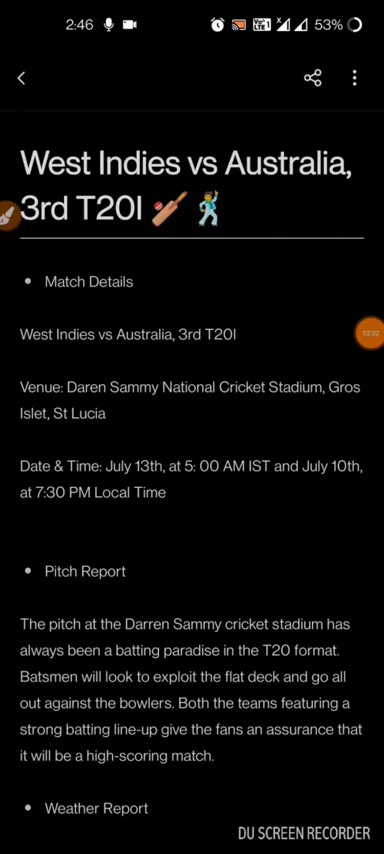 2:46 53%
West Indies vs Australia,
3rd T20I
• Match Details
West Indies vs Australia, 3rd T20I
Venue: Daren Sammy National Cricket Stadium, Gros
Islet, St Lucia
02:02
Date & Time: July 13th, at 5: 00 AM IST and July 10th,
at 7:30 PM Local Time
• Pitch Report
The pitch at the Darren Sammy cricket stadium has
always been a batting paradise in the T20 format.
Batsmen will look to exploit the flat deck and go all
out against the bowlers. Both the teams featuring a
strong batting line-up give the fans an assurance that
it will be a high-scoring match.
• Weather Report
DU SCREEN RECORDER